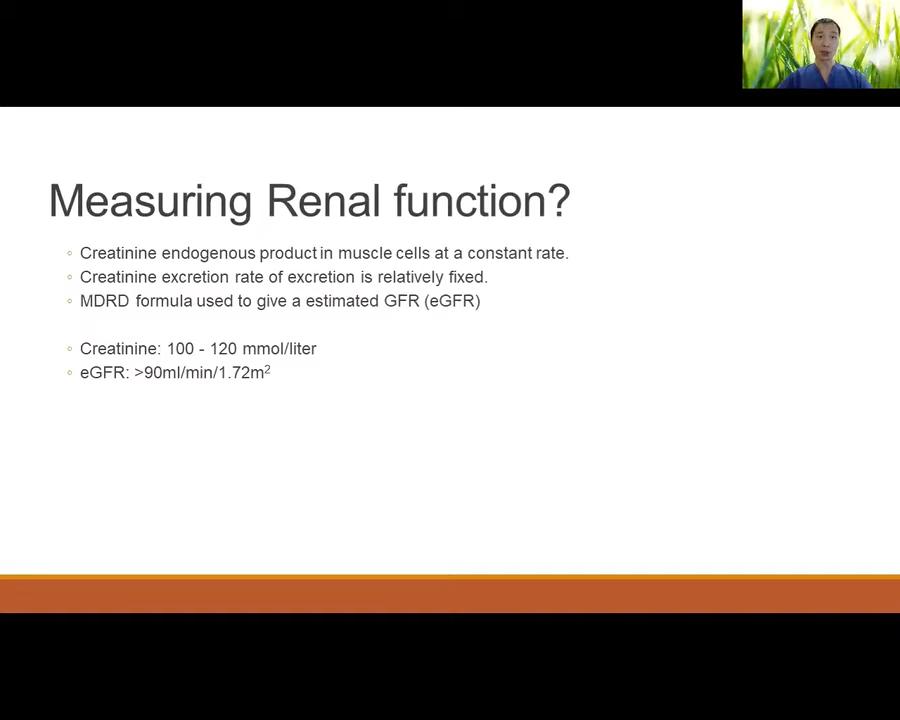 Measuring Renal function?
◦ Creatinine endogenous product in muscle cells at a constant rate.
◦ Creatinine excretion rate of excretion is relatively fixed.
◦ MDRD formula used to give a estimated GFR (eGFR)
◦ Creatinine: 100 - 120 mmol/liter
◦ eGFR: >90ml/min/1.72m²